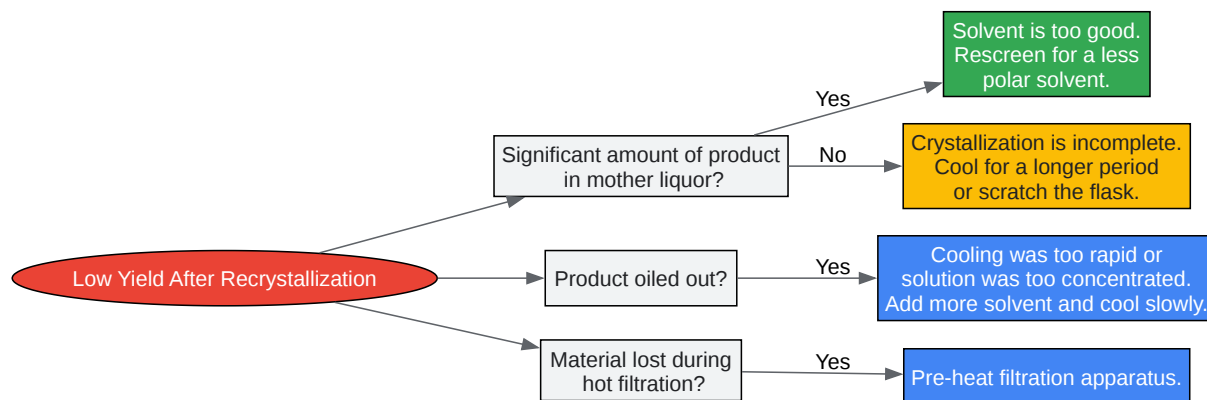 Solvent is too good.
Rescreen for a less
polar solvent.
Yes
Significant amount of product
in mother liquor?
No
Crystallization is incomplete.
Cool for a longer period
or scratch the flask.
Low Yield After Recrystallization
Product oiled out?
Yes
Cooling was too rapid or
solution was too concentrated.
Add more solvent and cool slowly.
Material lost during
hot filtration?
Yes
Pre-heat filtration apparatus.